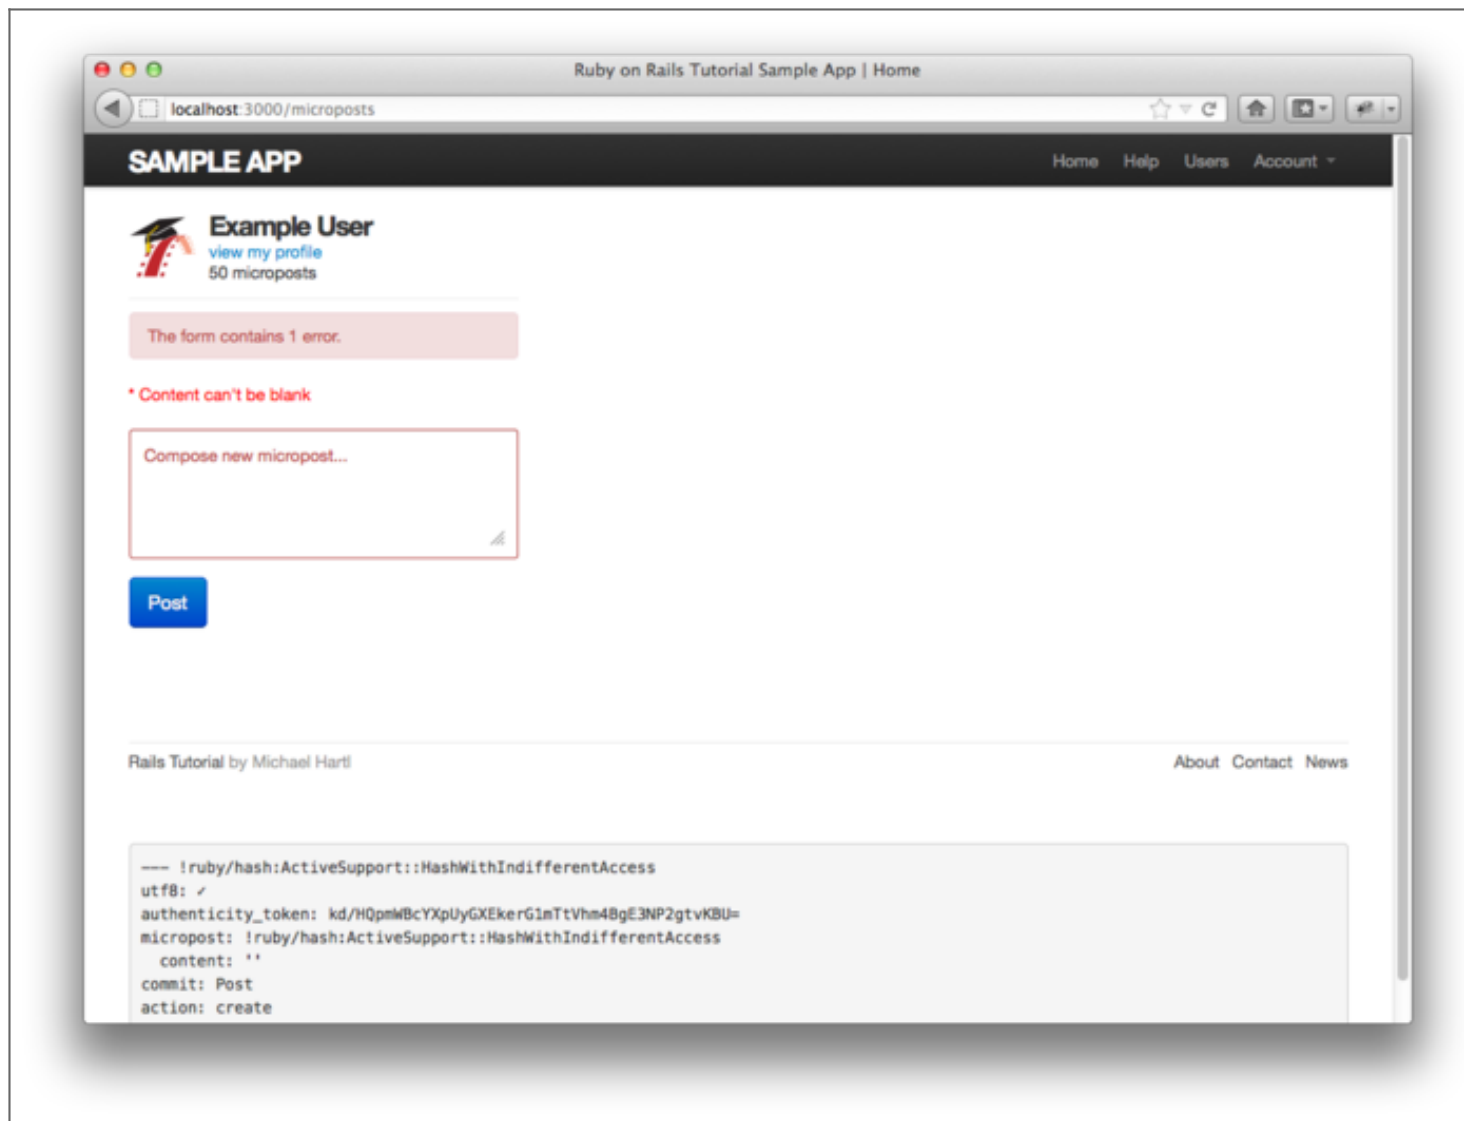 Ruby on Rails Tutorial Sample App | Home
localhost:3000/microposts
SAMPLE APP
Home Help Users Account
Example User
view my profile
50 microposts
The form contains 1 error.
* Content can't be blank
Compose new micropost...
Post
Rails Tutorial by Michael Hartl
About Contact News
--- !ruby/hash:ActiveSupport::HashWithIndifferentAccess
utf8: ✓
authenticity_token: kd/HQpmWBcYXpUyGXEkerG1mTtVhm4BgE3NP2gtvKBU=
micropost: !ruby/hash:ActiveSupport::HashWithIndifferentAccess
content: ''
commit: Post
action: create